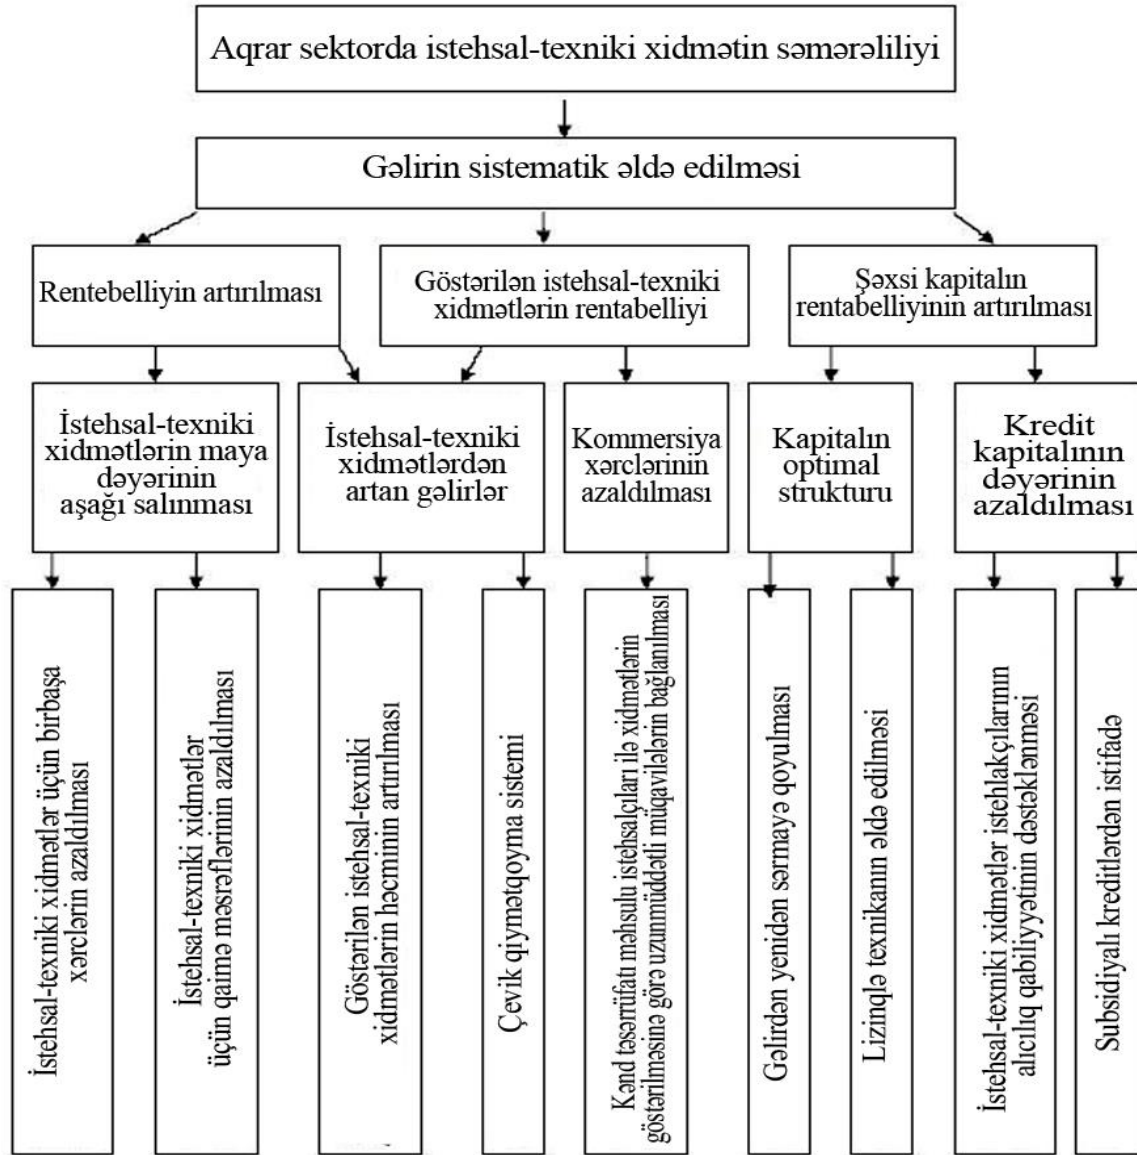 Aqrar sektorda istehsal-texniki xidmətin səmərəliliyi
Gəlirin sistematik əldə edilməsi
Rentebelliyin artırılması
Göstərilən istehsal-texniki
xidmətlərin rentabelliyi
Şəxsi kapitalın
rentabelliyinin artırılması
İstehsal-texniki
xidmətlərin maya
dəyərinin
aşağı salınması
İstehsal-texniki
xidmətlərdən
artan gəlirlər
Kommersiya
xərclərinin
azaldılması
Kapitalın
optimal
strukturu
Kredit
kapitalının
dəyərinin
azaldılması
İstehsal-texniki xidmətlər üçün birbaşa
xərclərin azaldılması
İstehsal-texniki xidmətlər
üçün qaimə məsrəflərinin azaldılması
Göstərilən istehsal-texniki
xidmətlərin həcminin artırılması
Çevik qiymətqoyma sistemi
Kənd təsərrüfatı məhsulu istehsalçıları ilə xidmətlərin
göstərilməsinə görə uzunmüddətli müqavilələrin bağlanılması
Gəlirdən yenidən sərmayə qoyulması
Lizinqlə texnikanın əldə edilməsi
İstehsal-texniki xidmətlər istehlakçılarının
alıcılıq qabiliyyətinin dəstəklənməsi
Subsidiyalı kreditlərdən istifadə